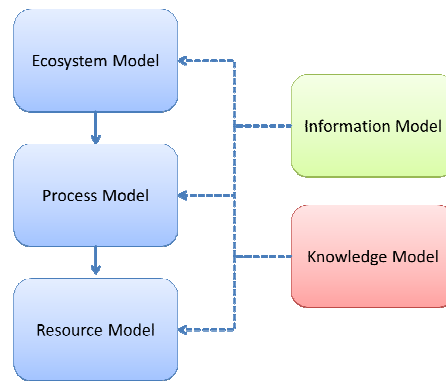 Ecosystem Model
Information Model
Process Model
Knowledge Model
Resource Model